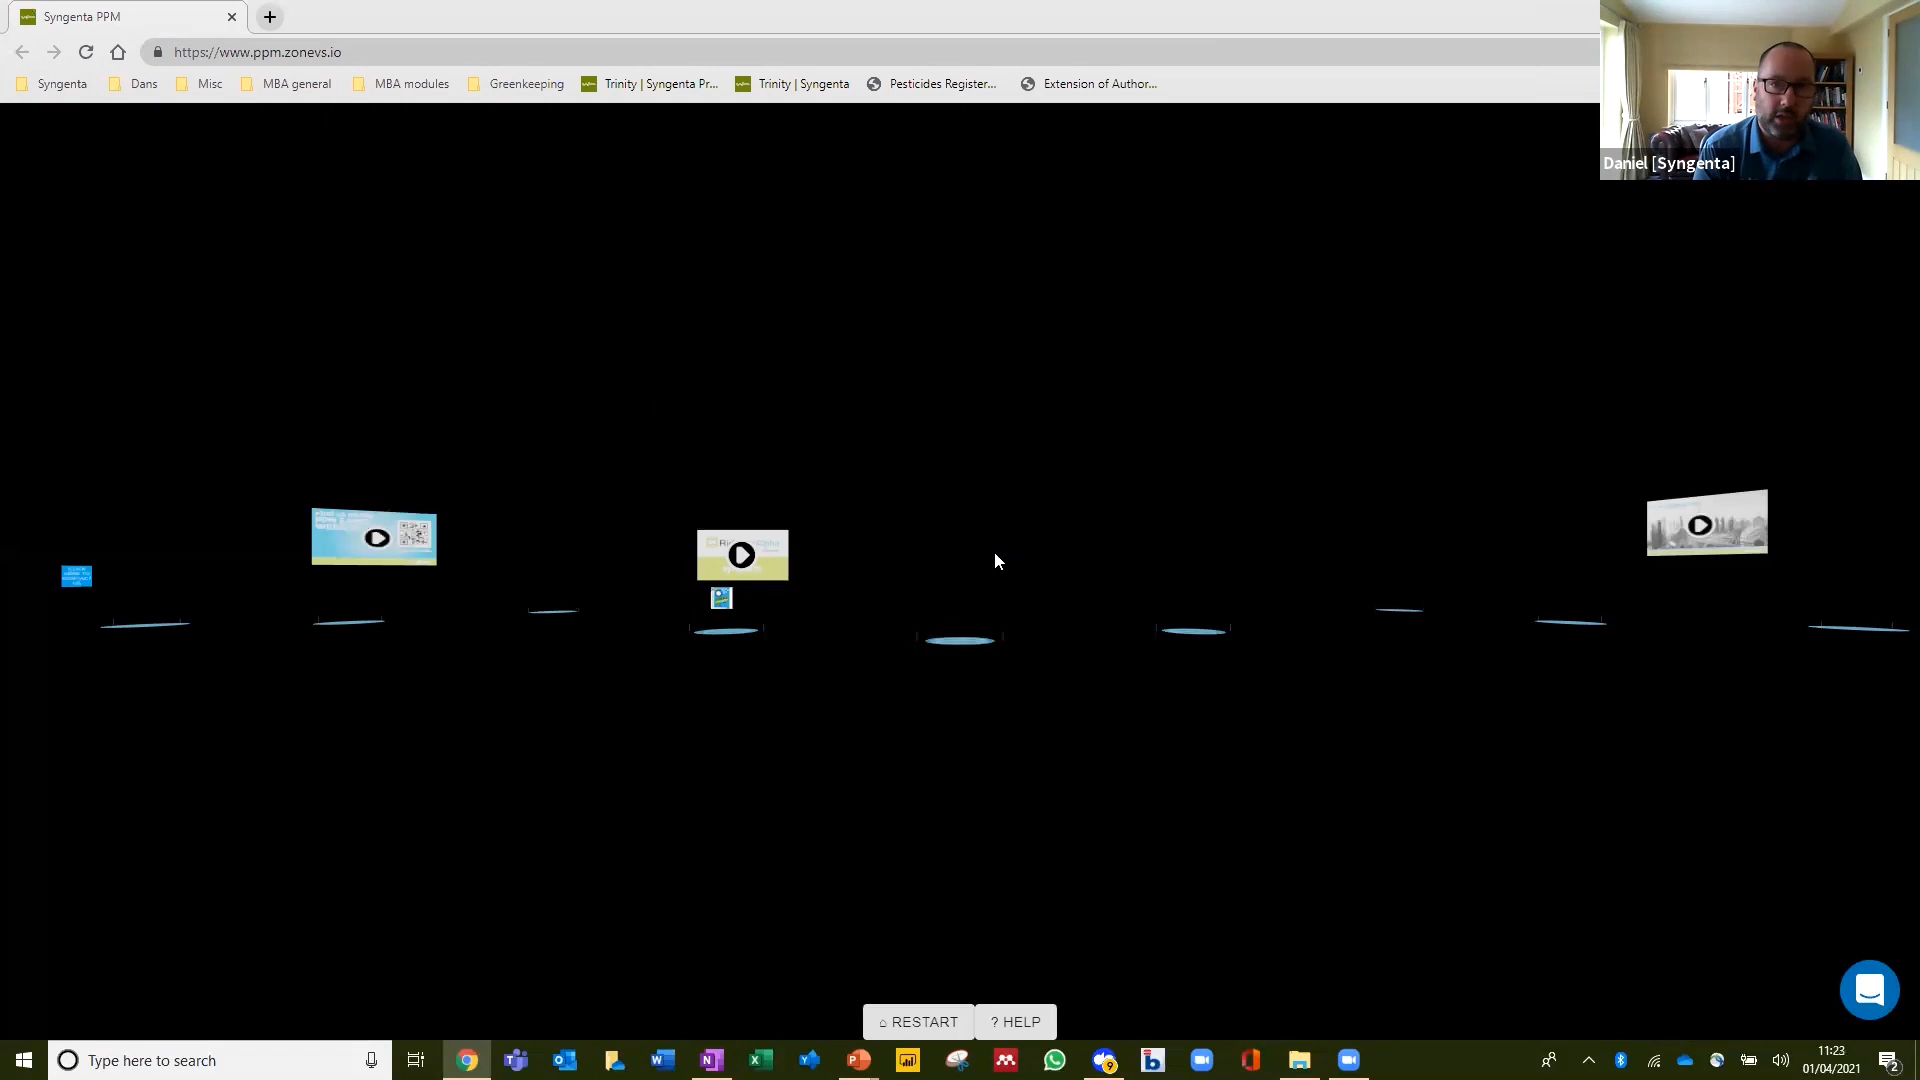 Syngenta PPM
https://www.ppm.zonevs.io
Syngenta
Dans
Misc
MBA general
MBA modules
Greenkeeping
Trinity | Syngenta Pr...
Trinity | Syngenta
Pesticides Register...
Extension of Author...
Daniel [Syngenta]
RESTART
? HELP
Type here to search
9
11:23
01/04/2021
2